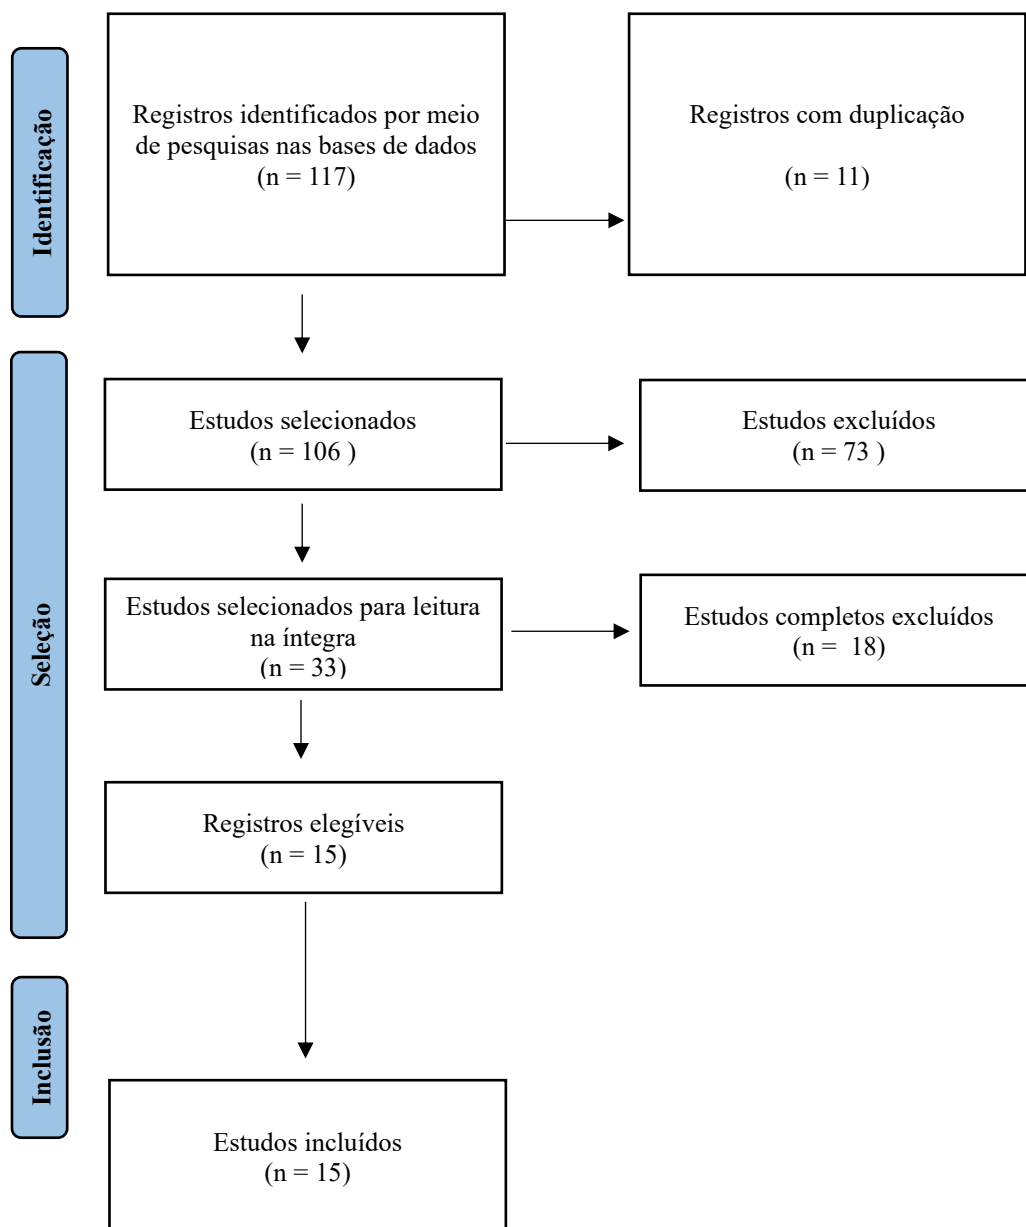 Identificação
Registros identificados por meio
de pesquisas nas bases de dados
(n = 117)
Registros com duplicação
(n = 11)
Seleção
Estudos selecionados
(n = 106 )
Estudos excluídos
(n = 73 )
Estudos selecionados para leitura
na íntegra
(n = 33)
Estudos completos excluídos
(n =  18)
Registros elegíveis
(n = 15)
Inclusão
Estudos incluídos
(n = 15)